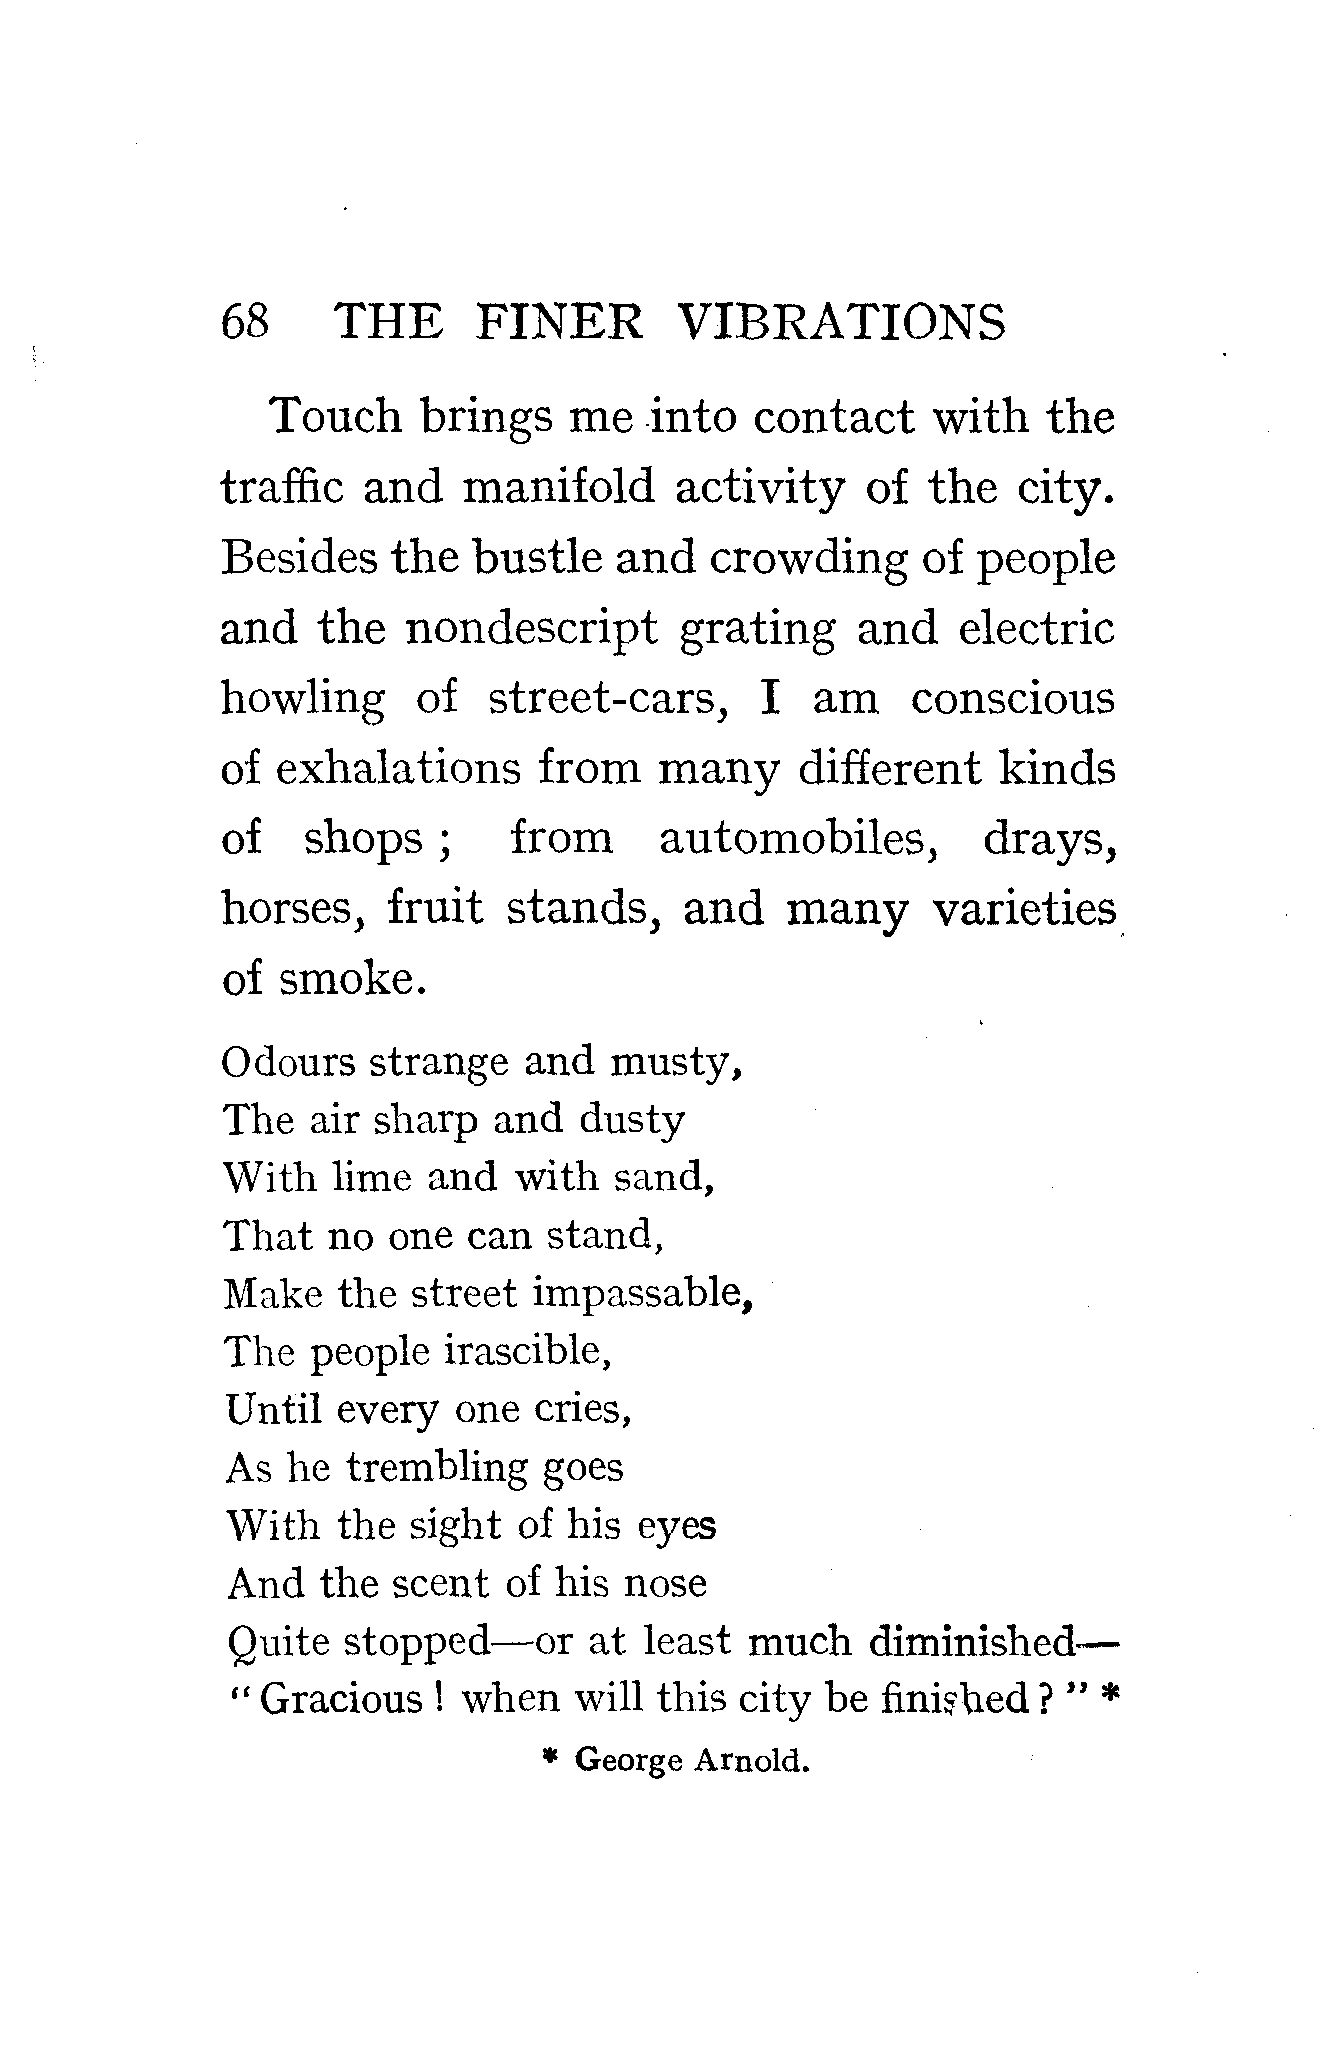 68 THE FINER VIBRATIONS
Touch brings me into contact with the
traffic and manifold activity of the city.
Besides the bustle and crowding of people
and the nondescript grating and electric
howling of street-cars, I am conscious
of exhalations from many different kinds
of shops ; from automobiles, drays,
horses, fruit stands, and many varieties
of smoke.
Odours strange and musty,
The air sharp and dusty
With lime and with sand,
That no one can stand,
Make the street impassable,
The people irascible,
Until every one cries,
As he trembling goes
With the sight of his eyes
And the scent of his nose
Quite stopped—or at least much diminished—
“ Gracious ! when will this city be finished ? ” *
* George Arnold.